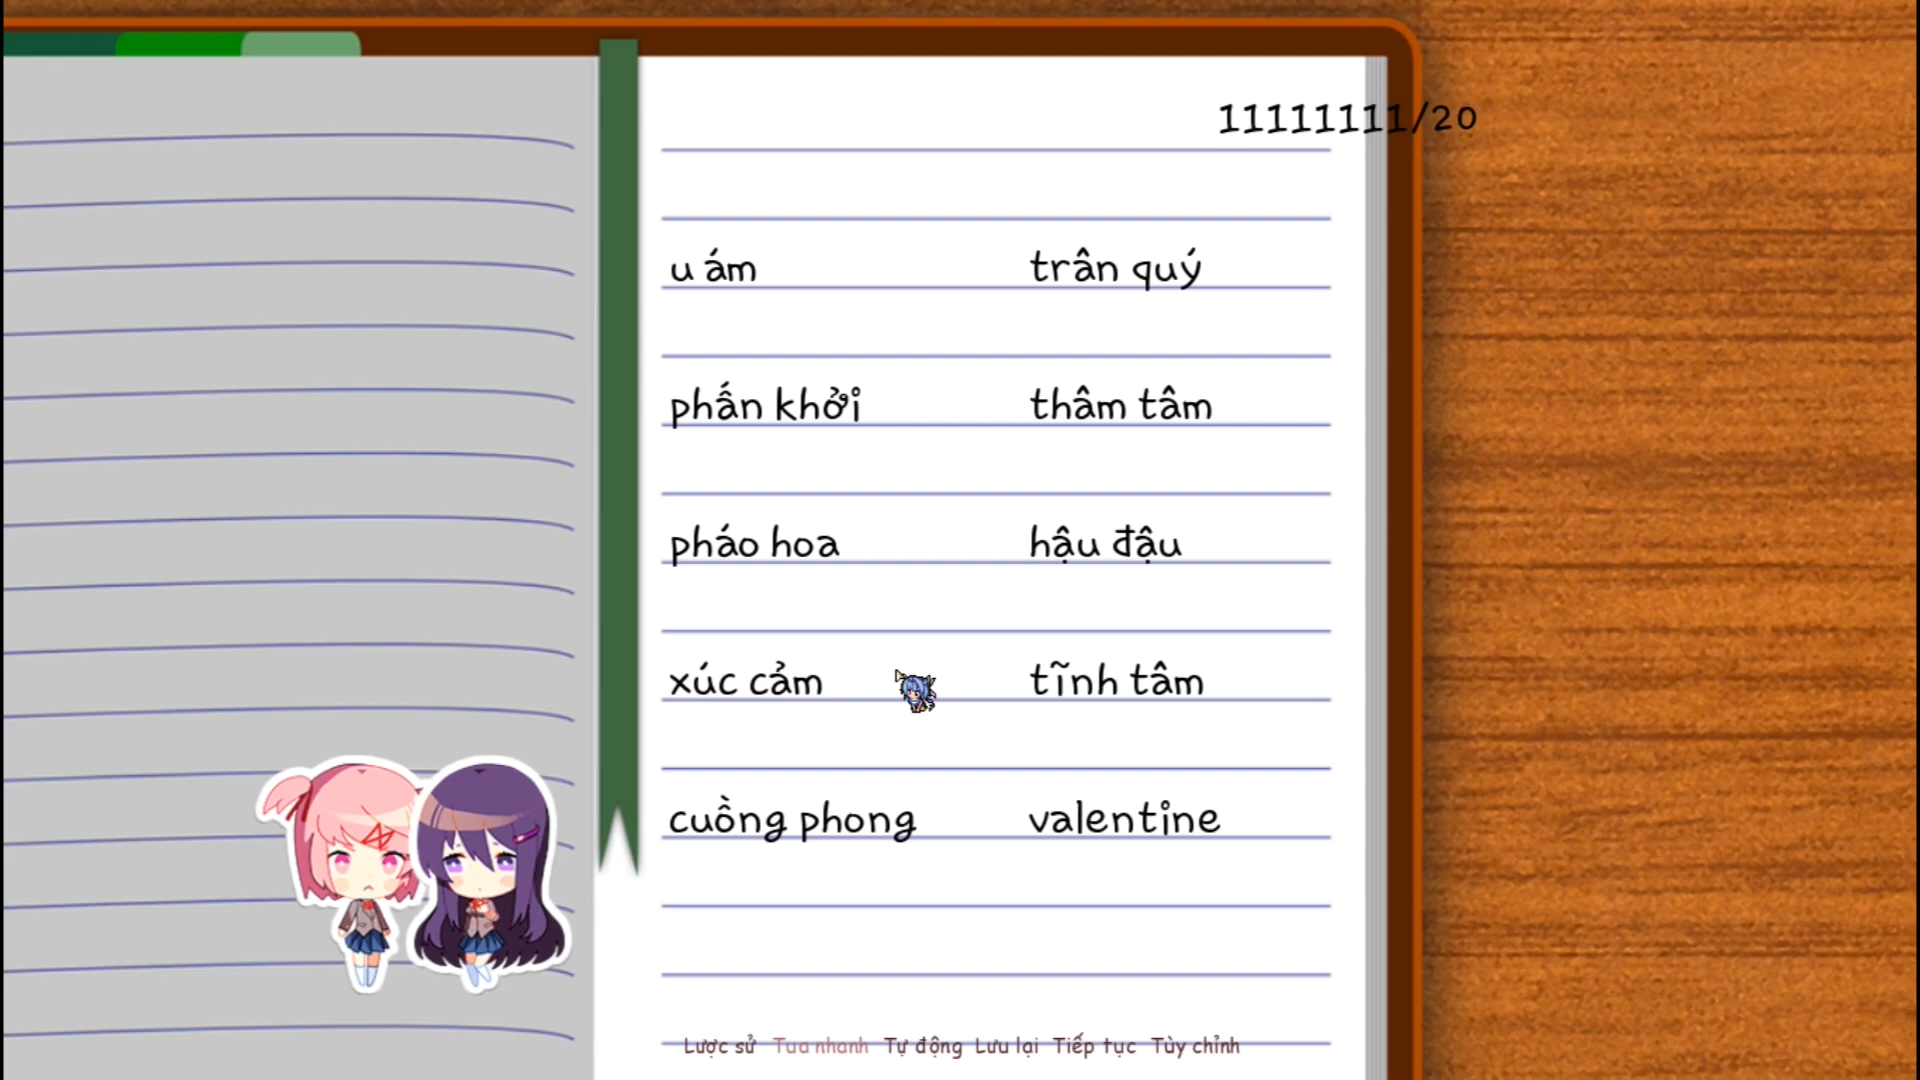 11111111/20
u ám trân quý
phấn khởi thâm tâm
pháo hoa hậu đậu
xúc cảm tĩnh tâm
cuồng phong valentine
Lược sử Tua nhanh Tự động Lưu lại Tiếp tục Tùy chỉnh